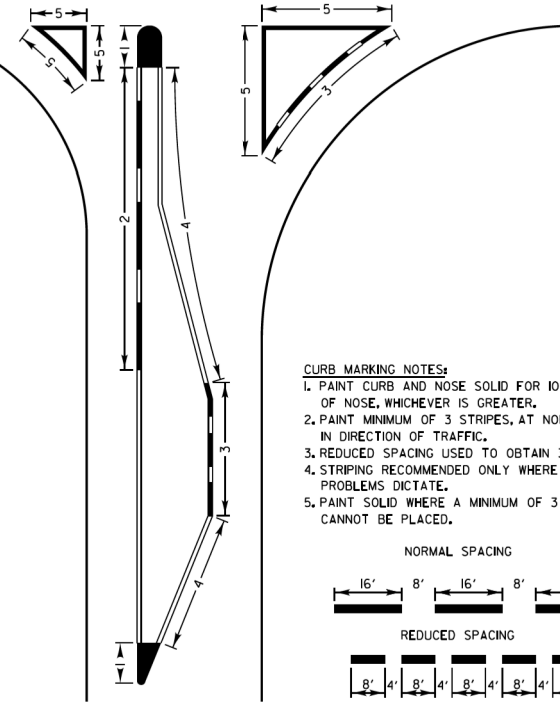 5
5
5
1
2
4
3
4
1
5
5
3
CURB MARKING NOTES:
1. PAINT CURB AND NOSE SOLID FOR 10
OF NOSE, WHICHEVER IS GREATER.
2. PAINT MINIMUM OF 3 STRIPES, AT NO
IN DIRECTION OF TRAFFIC.
3. REDUCED SPACING USED TO OBTAIN
4. STRIPING RECOMMENDED ONLY WHERE
PROBLEMS DICTATE.
5. PAINT SOLID WHERE A MINIMUM OF 3
CANNOT BE PLACED.
NORMAL SPACING
16' 8' 16' 8'
REDUCED SPACING
8' 4' 8' 4' 8' 4' 8' 4'